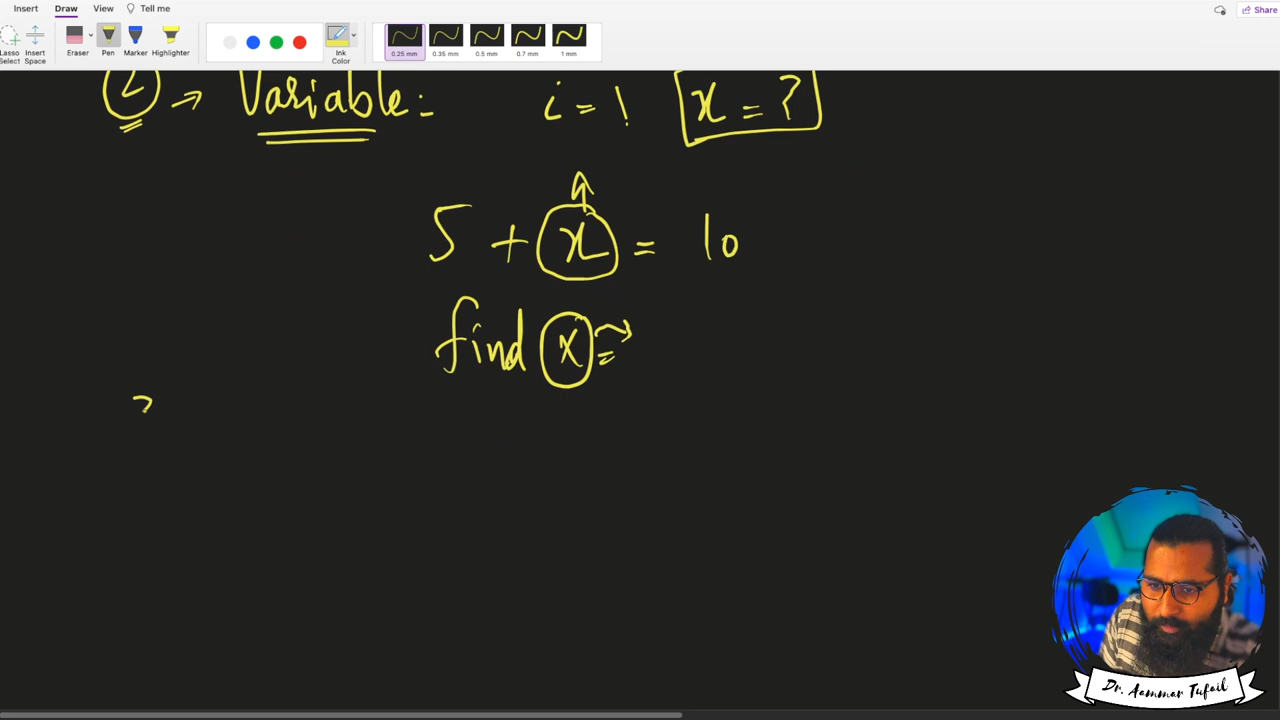 Insert Draw View Tell me
Share
Lasso Select Insert Space Eraser Pen Marker Highlighter Ink Color 0.25 mm 0.35 mm 0.5 mm 0.7 mm 1 mm
2 → Variable:- i = 1 x = ?
5 + x = 10
find x =
Dr. Aammar Tufail